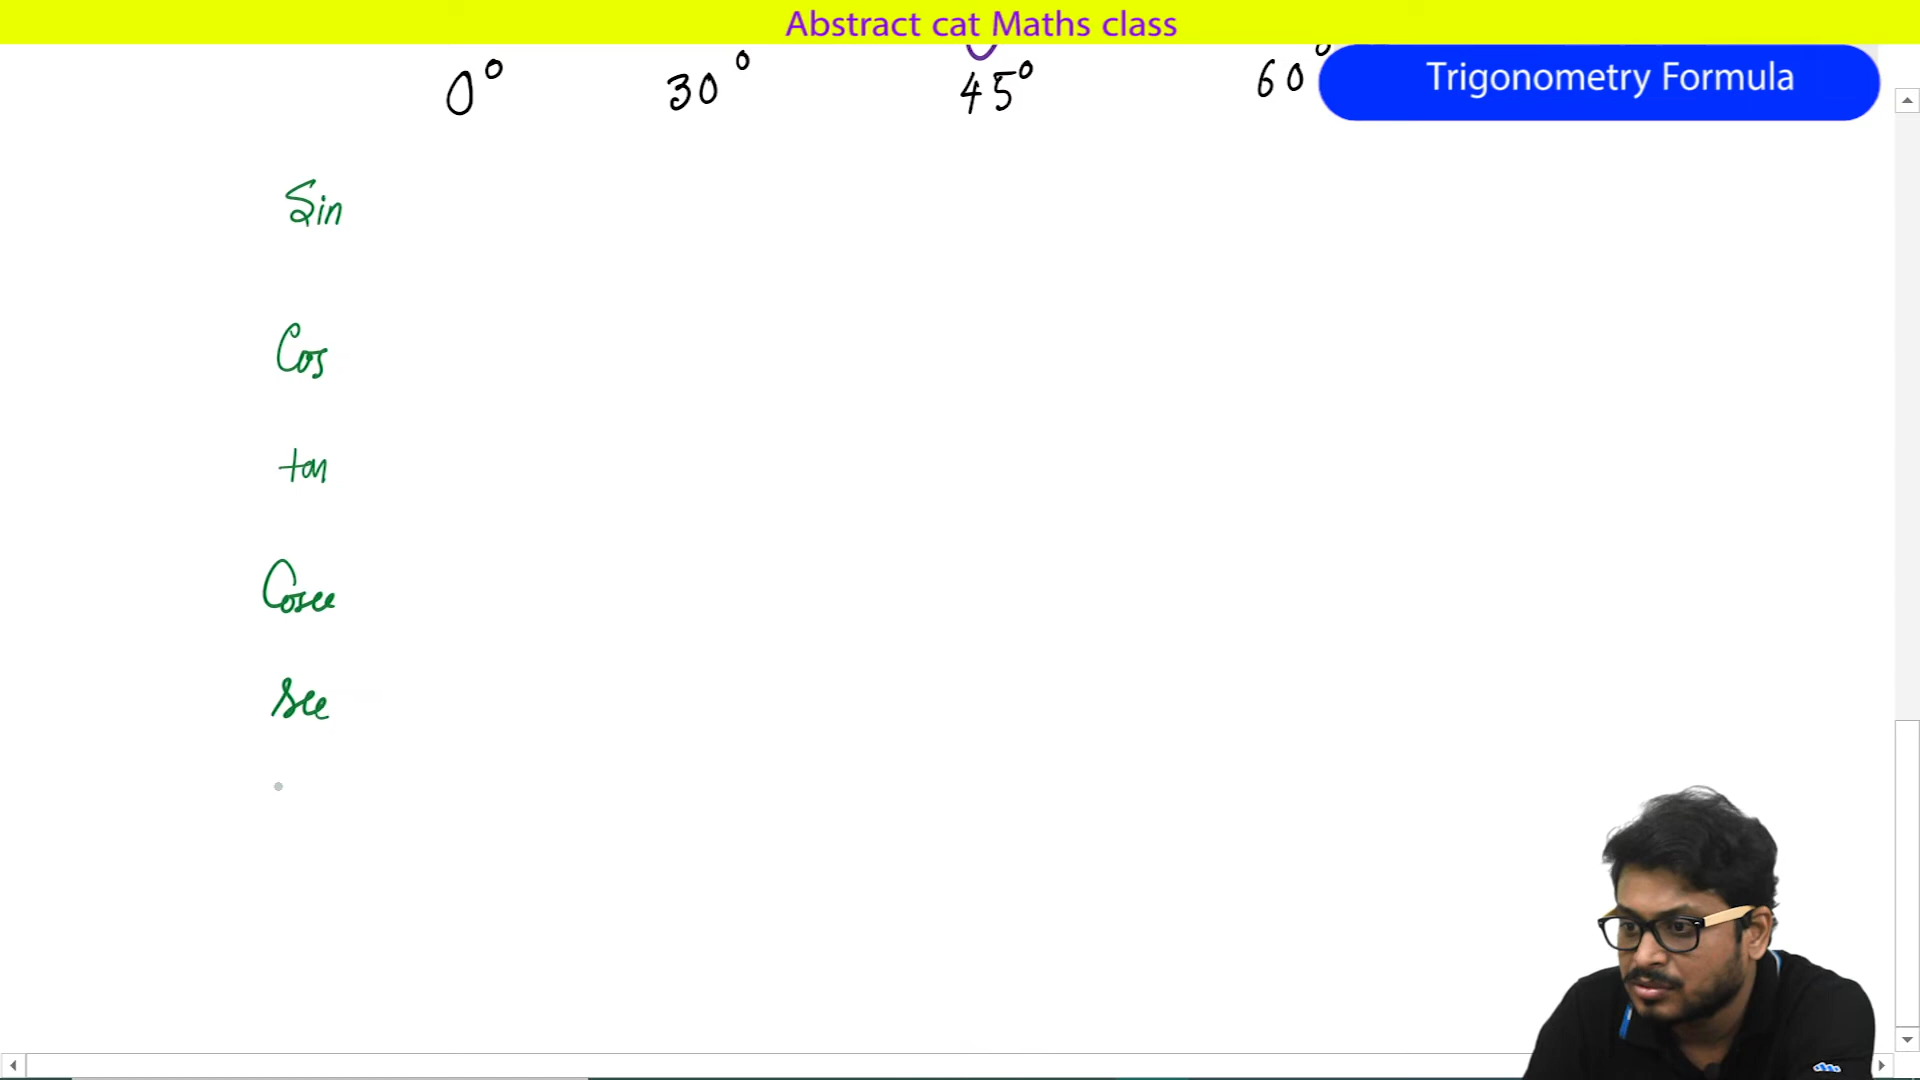 Abstract cat Maths class
Trigonometry Formula
0° 30° 45° 60°
Sin
Cos
tan
Cosec
sec